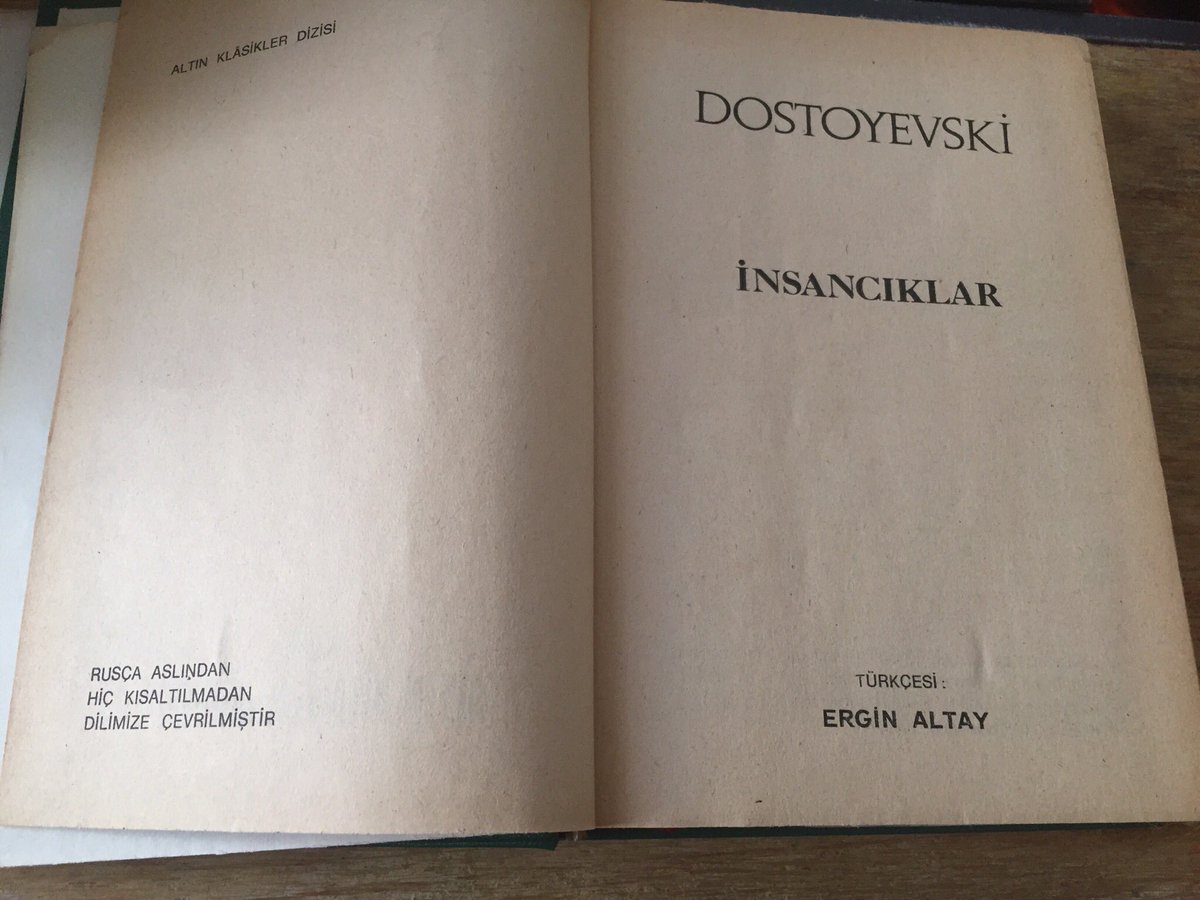 ALTIN KLÂSİKLER DİZİSİ
RUSÇA ASLINDAN
HİÇ KISALTILMADAN
DİLİMİZE ÇEVRİLMİŞTİR
DOSTOYEVSKİ
İNSANCIKLAR
TÜRKÇESİ :
ERGİN ALTAY